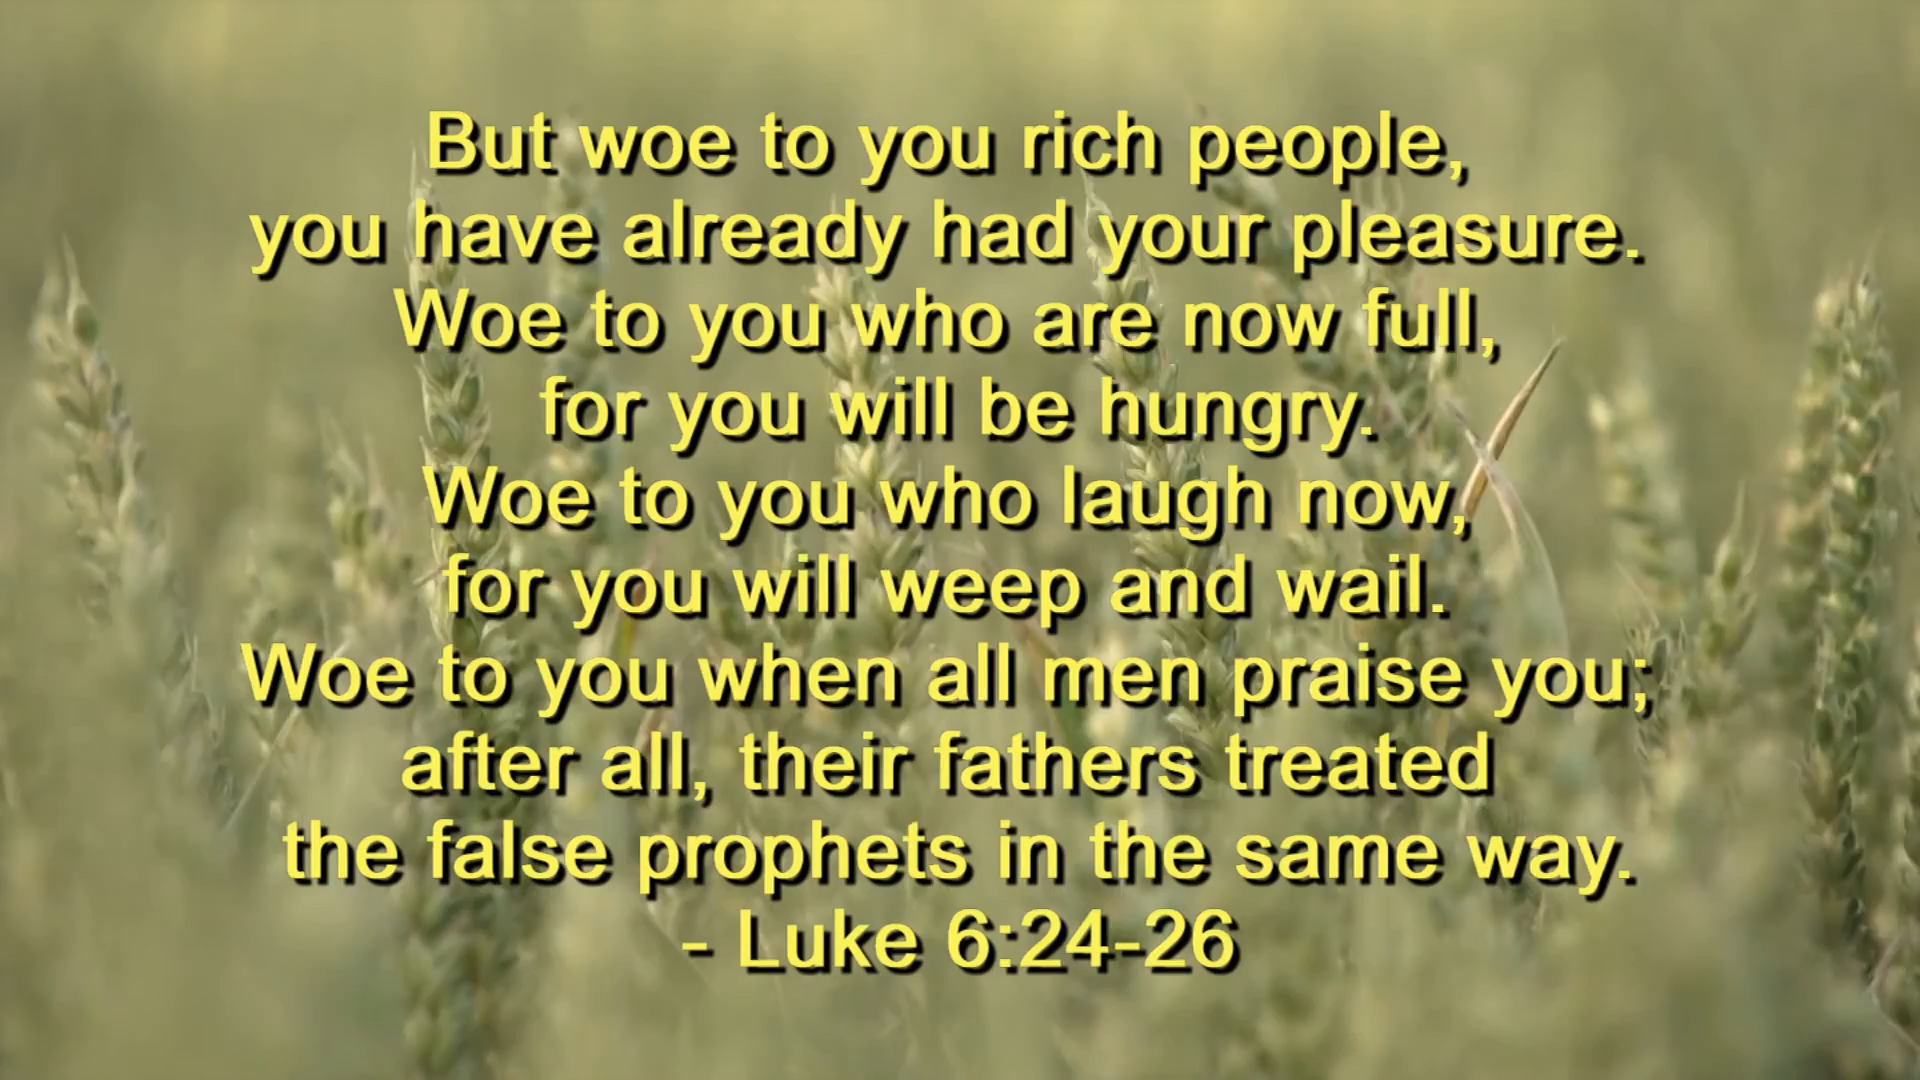 But woe to you rich people,
you have already had your pleasure.
Woe to you who are now full,
for you will be hungry.
Woe to you who laugh now,
for you will weep and wail.
Woe to you when all men praise you;
after all, their fathers treated
the false prophets in the same way.
- Luke 6:24-26